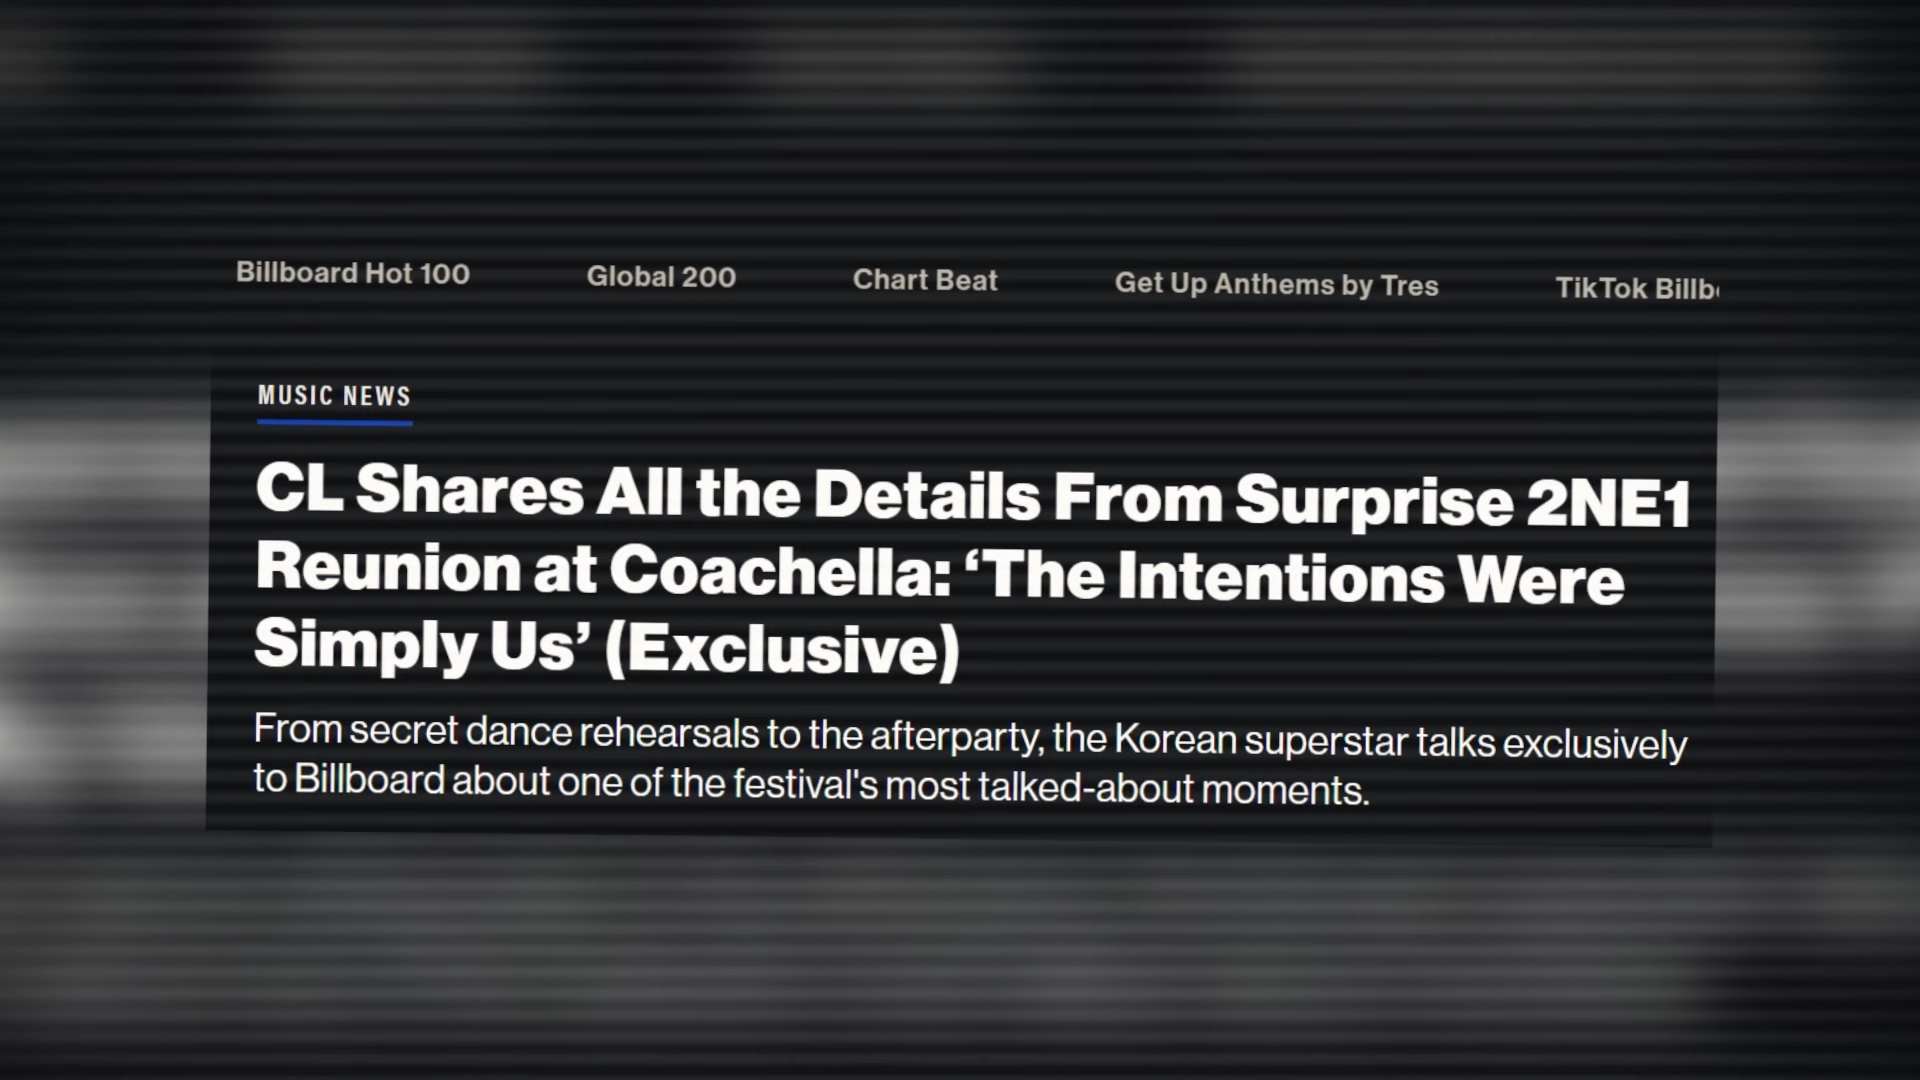 Billboard Hot 100 Global 200 Chart Beat Get Up Anthems by Tres TikTok
MUSIC NEWS
CL Shares All the Details From Surprise 2NE1
Reunion at Coachella: ‘The Intentions Were
Simply Us’ (Exclusive)
From secret dance rehearsals to the afterparty, the Korean superstar talks exclusively
to Billboard about one of the festival's most talked-about moments.